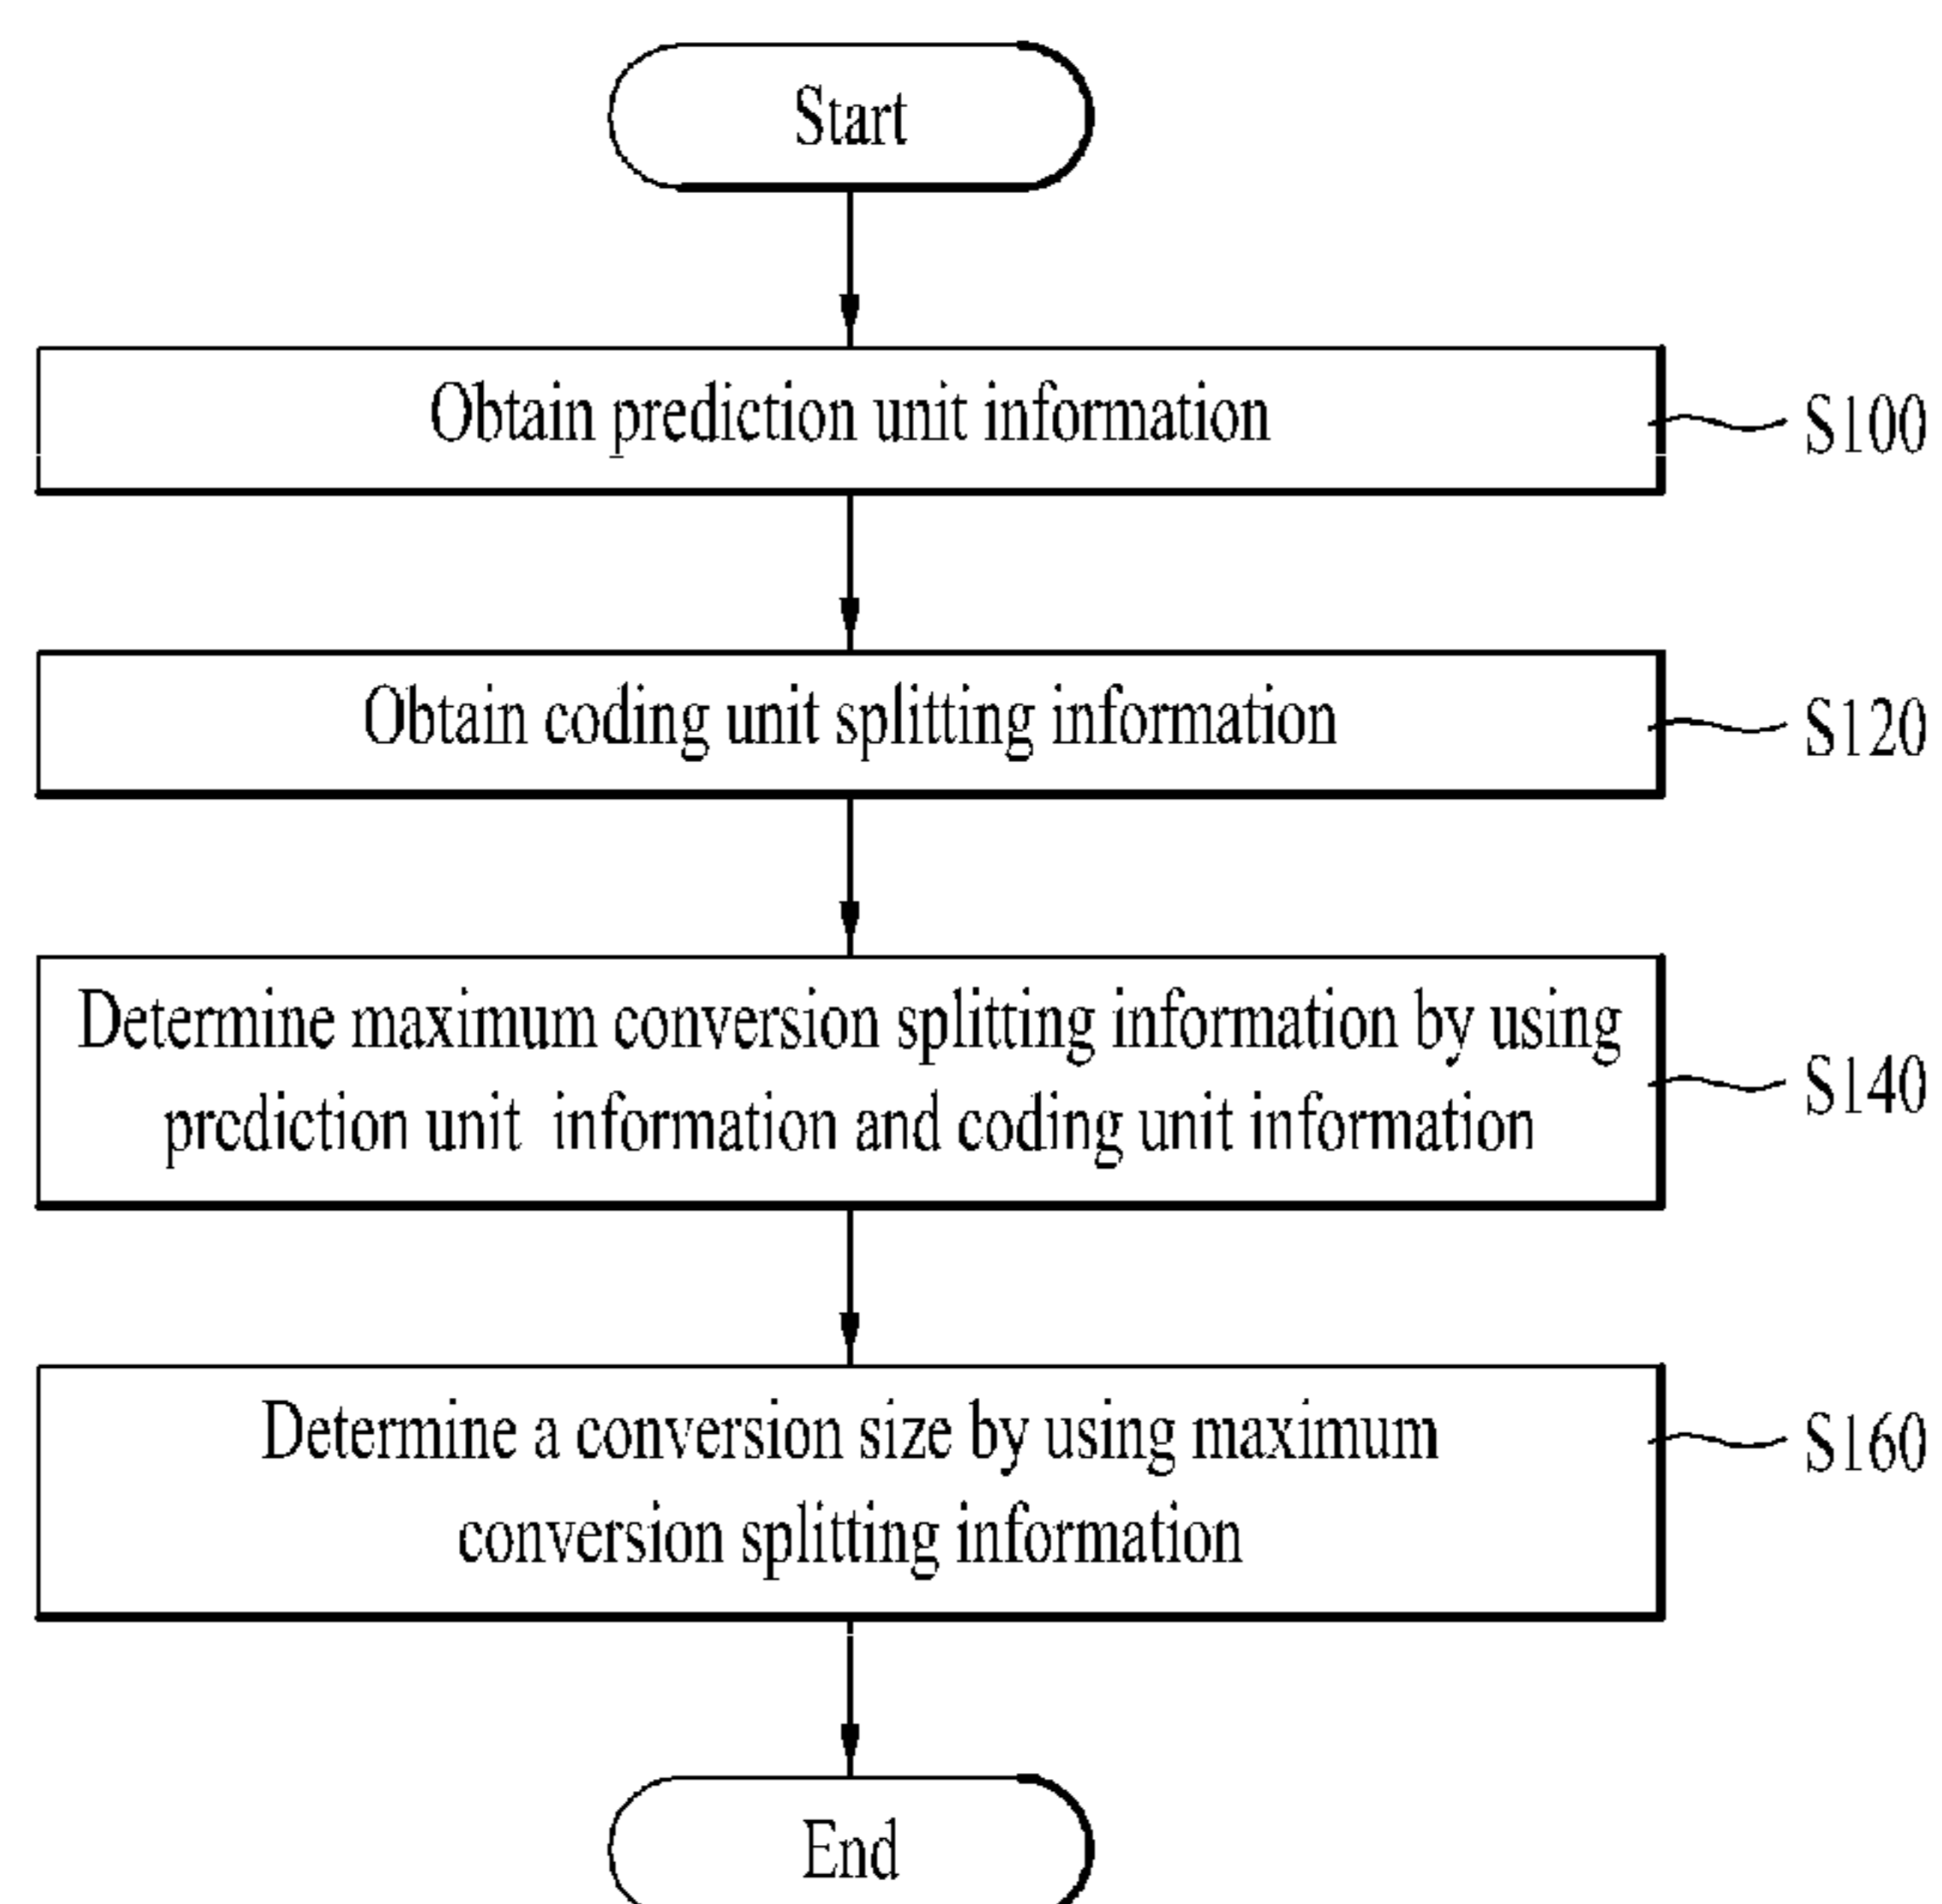 Start
Obtain prediction unit information
S100
Obtain coding unit splitting information
S120
Determine maximum conversion splitting information by using
prediction unit information and coding unit information
S140
Determine a conversion size by using maximum
conversion splitting information
S160
End